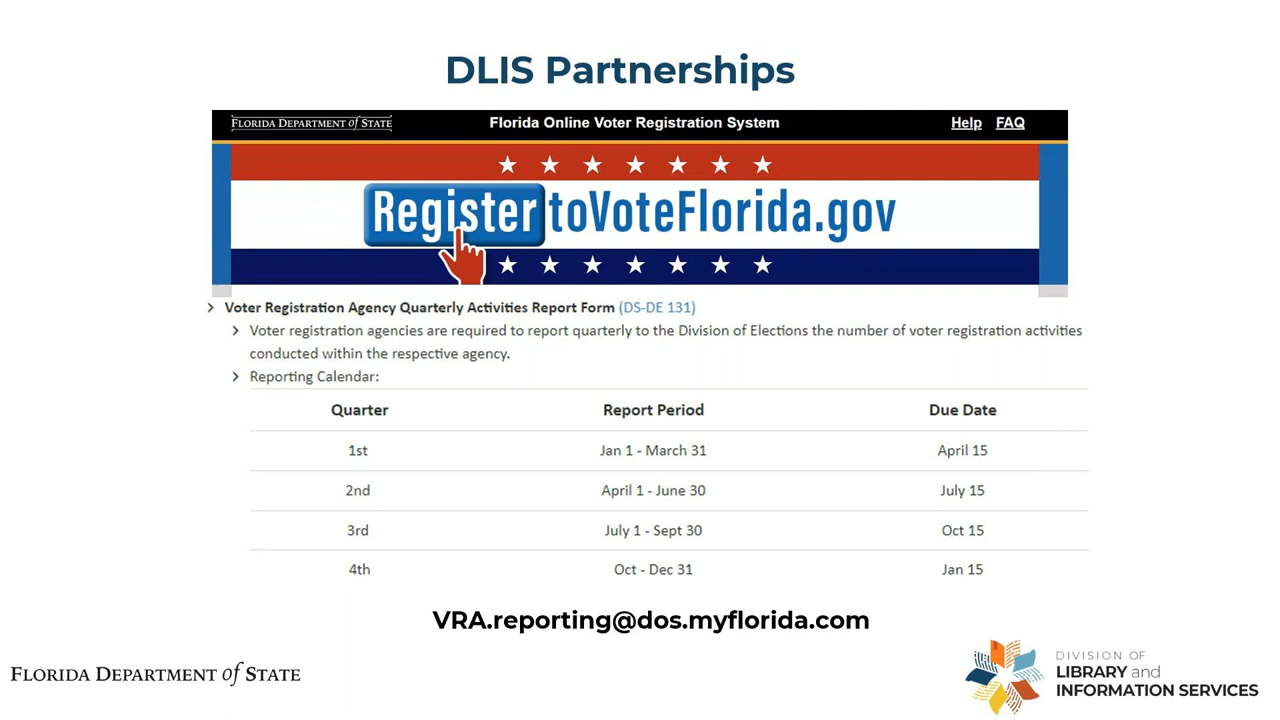 DLIS Partnerships
FLORIDA DEPARTMENT of STATE
Florida Online Voter Registration System
Help FAQ
RegistertoVoteFlorida.gov
Voter Registration Agency Quarterly Activities Report Form (DS-DE 131)
Voter registration agencies are required to report quarterly to the Division of Elections the number of voter registration activities
conducted within the respective agency.
Reporting Calendar:
Quarter Report Period Due Date
1st Jan 1 - March 31 April 15
2nd April 1 - June 30 July 15
3rd July 1 - Sept 30 Oct 15
4th Oct - Dec 31 Jan 15
VRA.reporting@dos.myflorida.com
FLORIDA DEPARTMENT of STATE
DIVISION OF
LIBRARY and
INFORMATION SERVICES